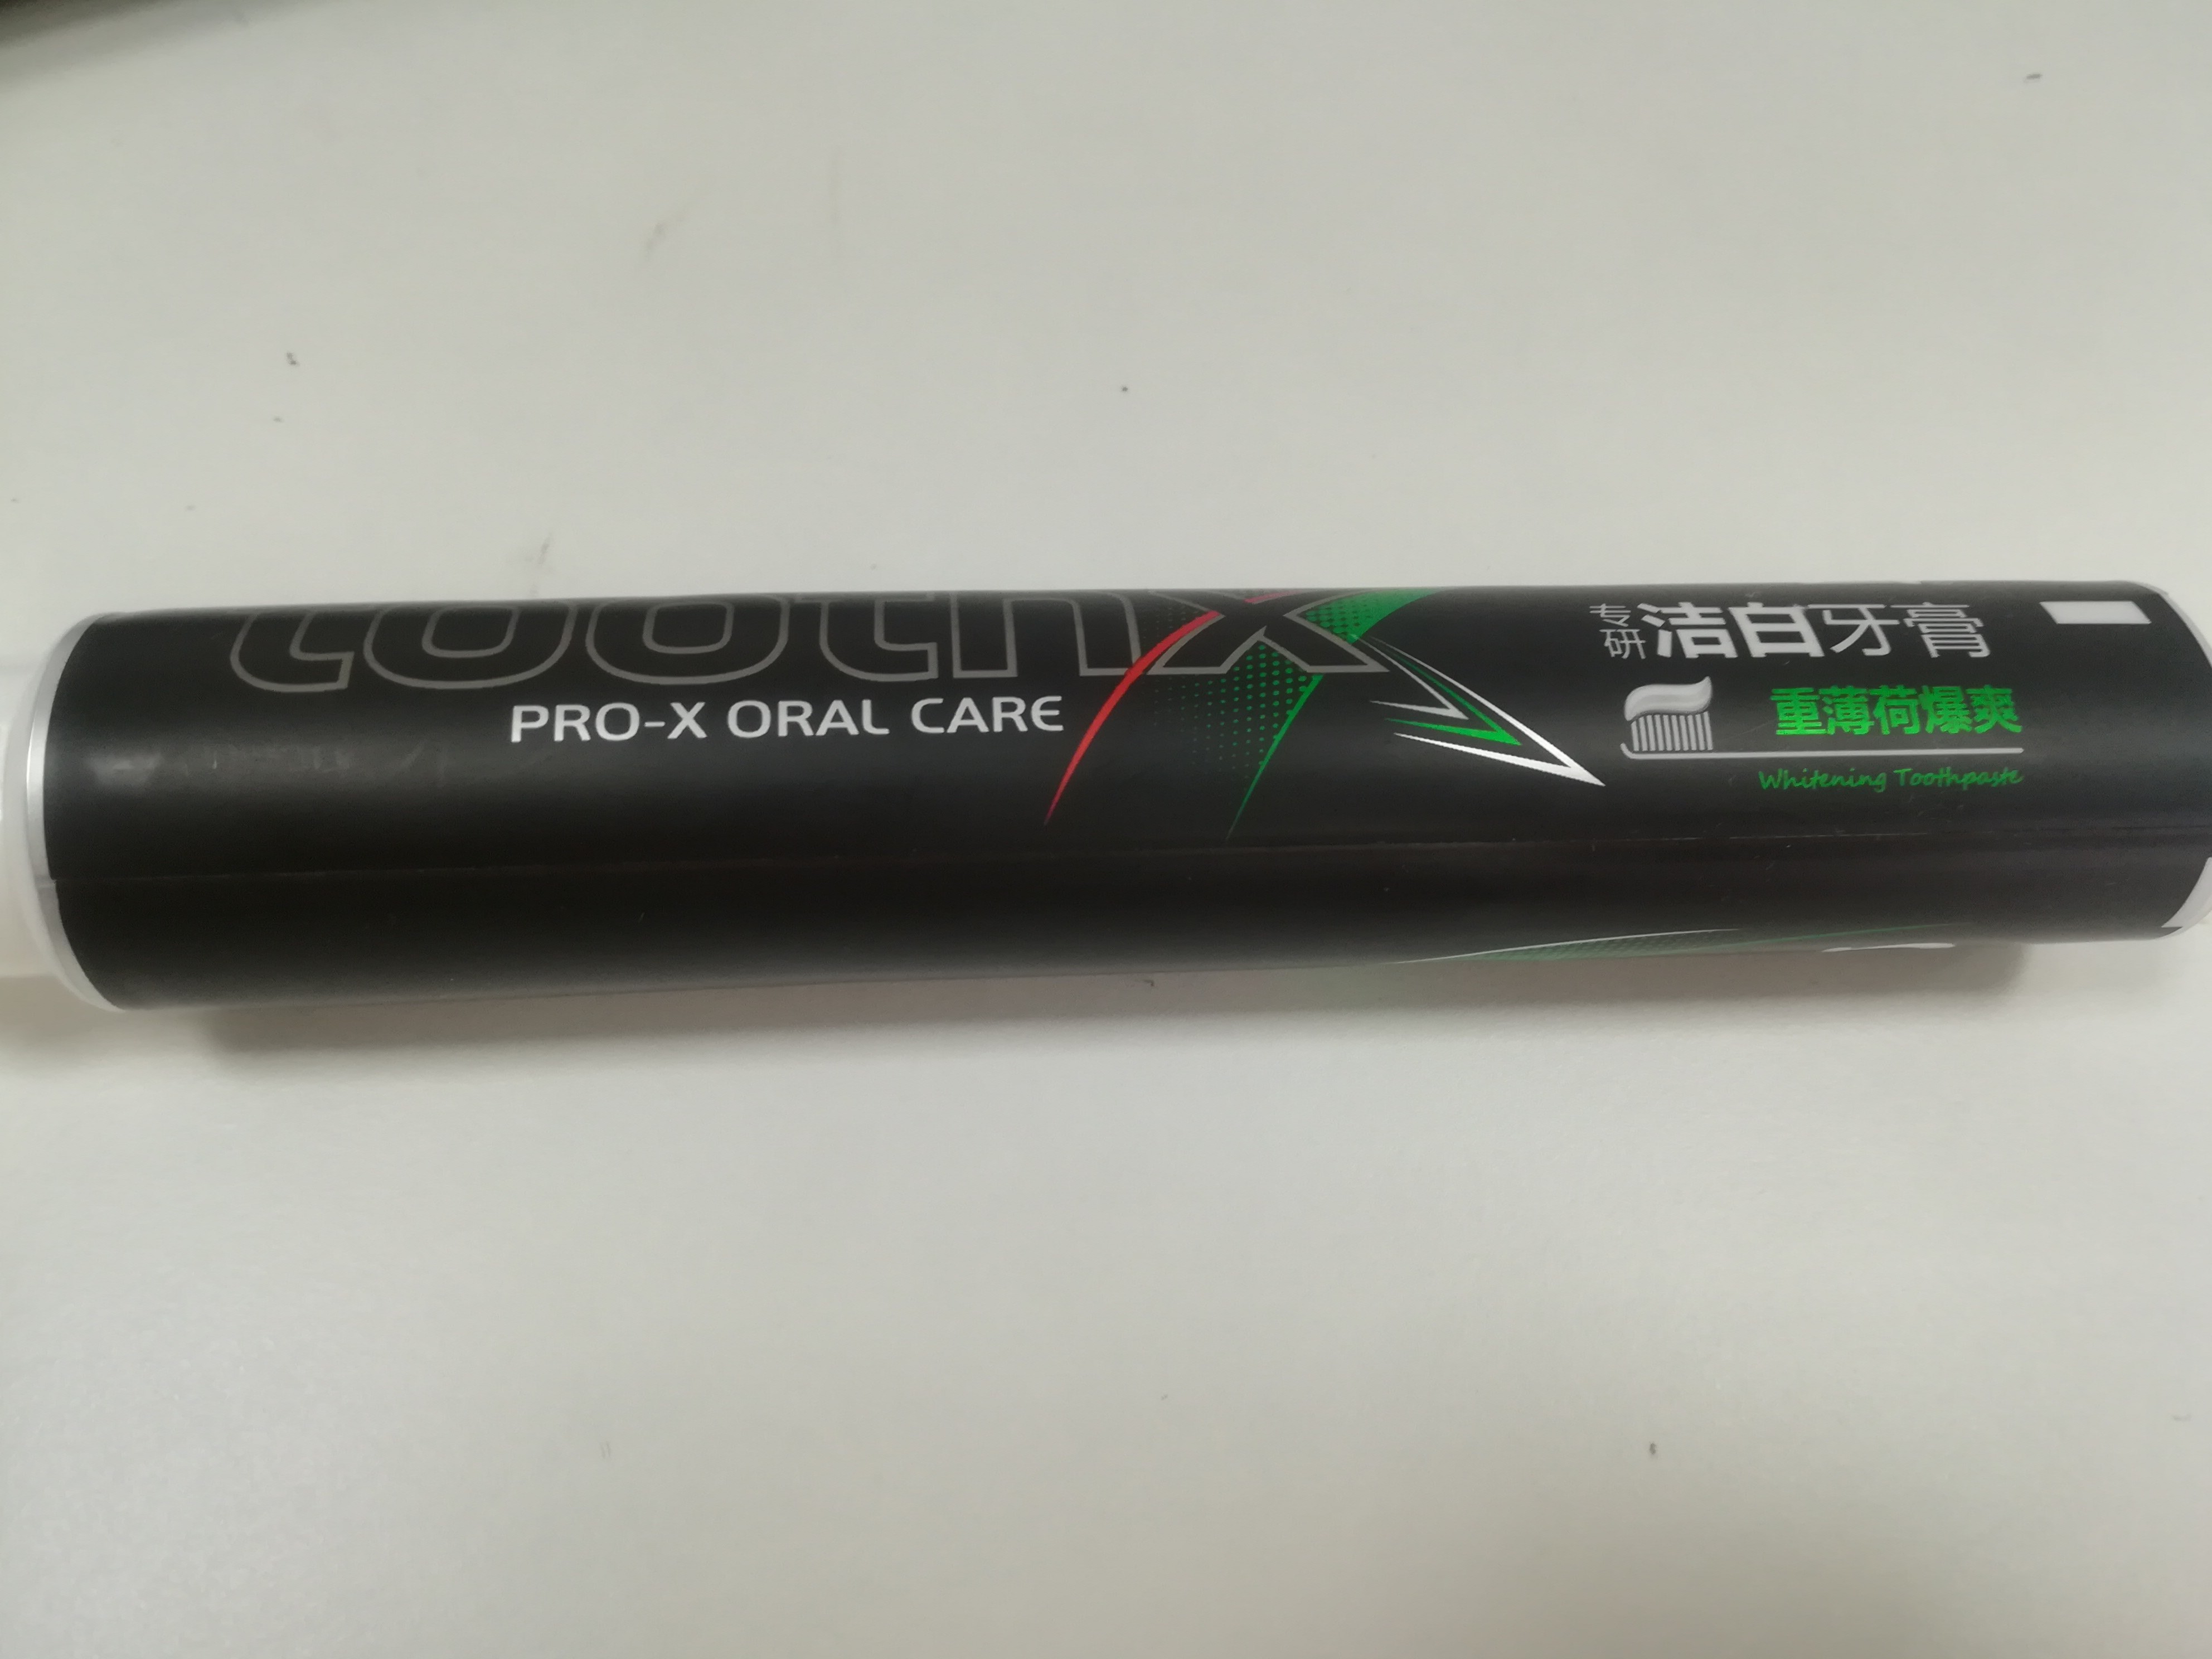 toothx
PRO-X ORAL CARE
专研洁白牙膏
重薄荷爆爽
Whitening Toothpaste